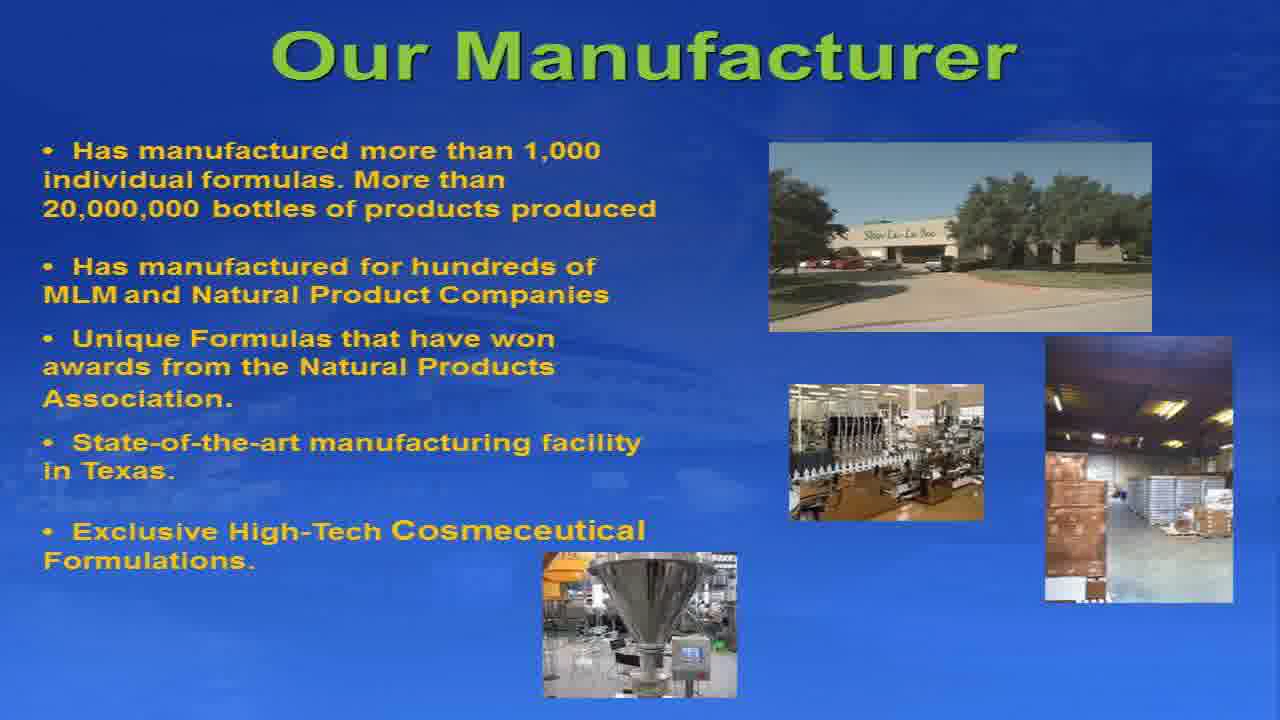 Our Manufacturer
• Has manufactured more than 1,000
individual formulas. More than
20,000,000 bottles of products produced
• Has manufactured for hundreds of
MLM and Natural Product Companies
• Unique Formulas that have won
awards from the Natural Products
Association.
• State-of-the-art manufacturing facility
in Texas.
• Exclusive High-Tech Cosmeceutical
Formulations.